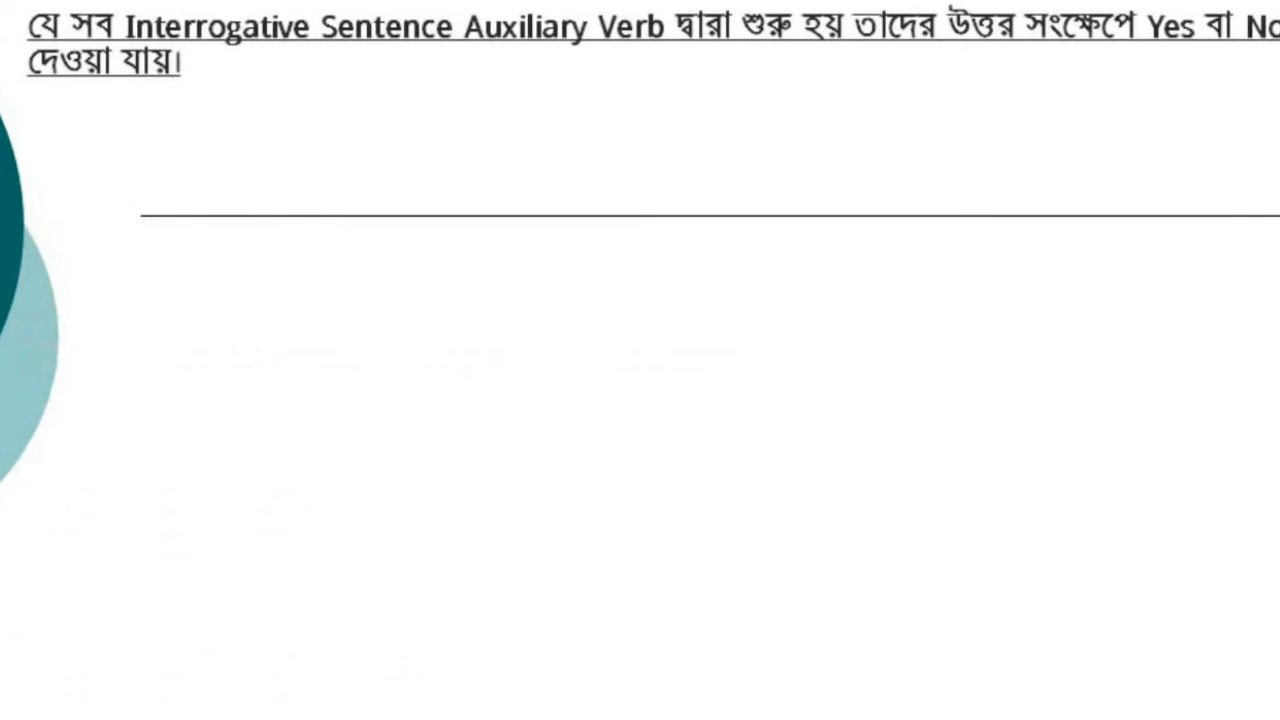 যে সব Interrogative Sentence Auxiliary Verb দ্বারা শুরু হয় তাদের উত্তর সংক্ষেপে Yes বা No
দেওয়া যায়।